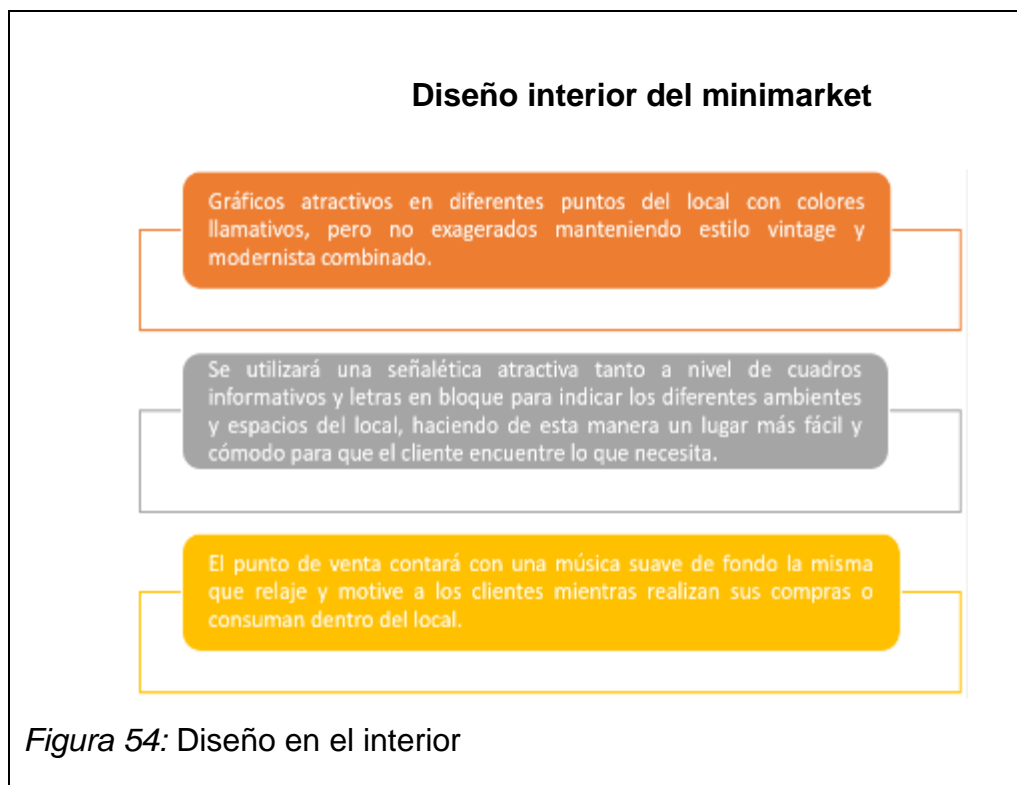 Diseño interior del minimarket
Gráficos atractivos en diferentes puntos del local con colores
llamativos, pero no exagerados manteniendo estilo vintage y
modernista combinado.
Se utilizará una señalética atractiva tanto a nivel de cuadros
informativos y letras en bloque para indicar los diferentes ambientes
y espacios del local, haciendo de esta manera un lugar más fácil y
cómodo para que el cliente encuentre lo que necesita.
El punto de venta contará con una música suave de fondo la misma
que relaje y motive a los clientes mientras realizan sus compras o
consuman dentro del local.
Figura 54: Diseño en el interior